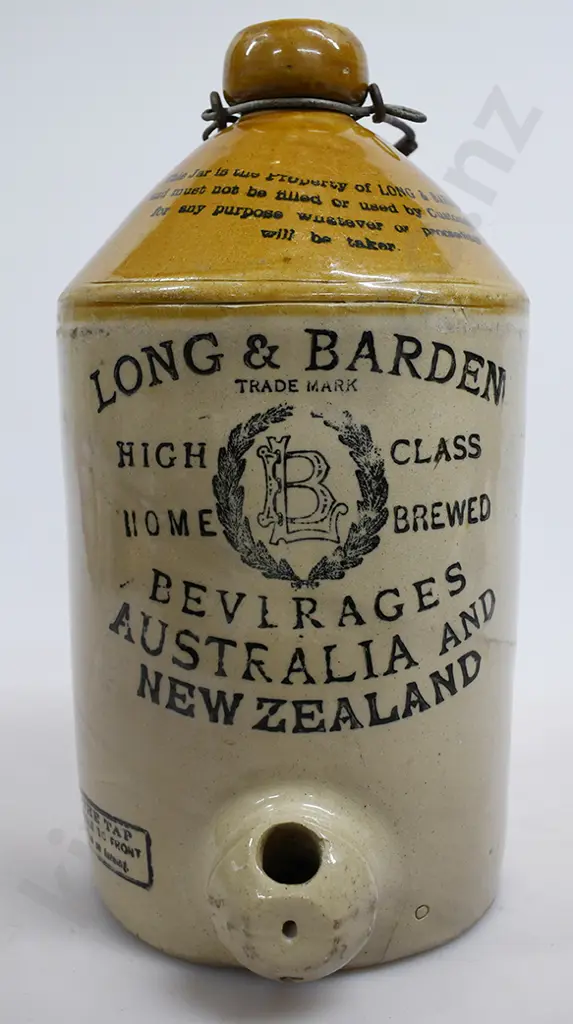 This Jar is the Property of LONG &
and must not be filled or used by
for any purpose whatever or
will be taken.
LONG & BARDEN
TRADE MARK
HIGH CLASS
LB
HOME BREWED
BEVERAGES
AUSTRALIA AND
NEW ZEALAND
TAP
FRONT